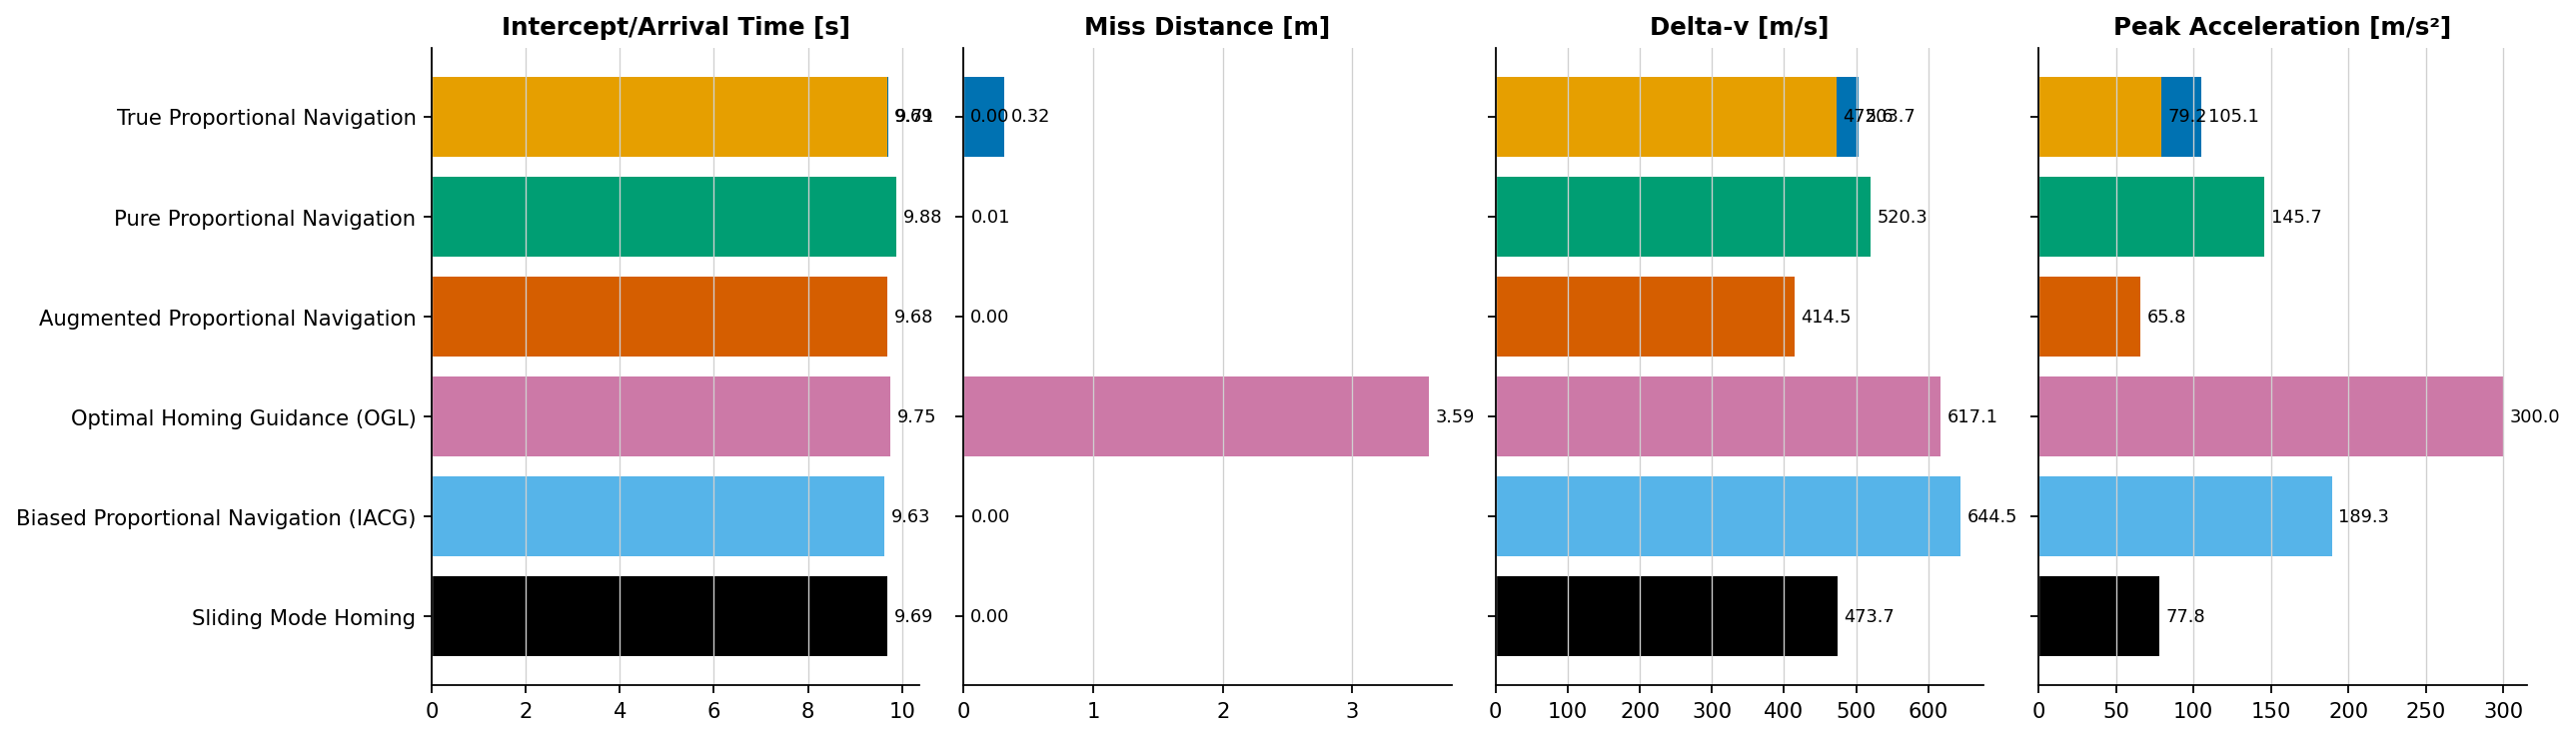 Intercept/Arrival Time [s]
Miss Distance [m]
Delta-v [m/s]
Peak Acceleration [m/s²]
True Proportional Navigation
0.00 0.32
79.2 105.1
Pure Proportional Navigation
9.88
0.01
520.3
145.7
Augmented Proportional Navigation
9.68
0.00
414.5
65.8
Optimal Homing Guidance (OGL)
9.75
3.59
617.1
300.0
Biased Proportional Navigation (IACG)
9.63
0.00
644.5
189.3
Sliding Mode Homing
9.69
0.00
473.7
77.8
0 2 4 6 8 10
0 1 2 3
0 100 200 300 400 500 600
0 50 100 150 200 250 300